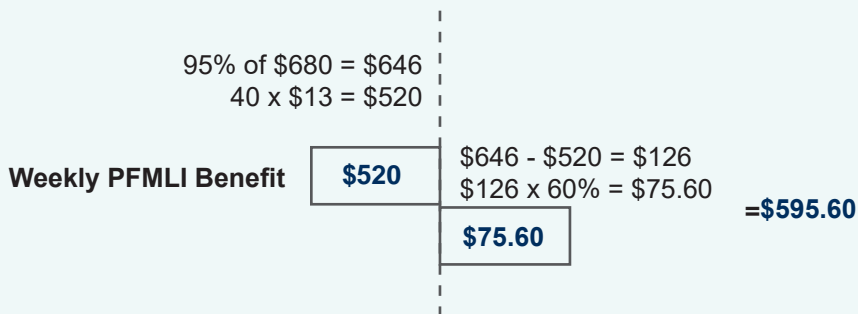 95% of $680 = $646
40 x $13 = $520
Weekly PFMLI Benefit
$520
$646 - $520 = $126
$126 x 60% = $75.60
$75.60
=$595.60